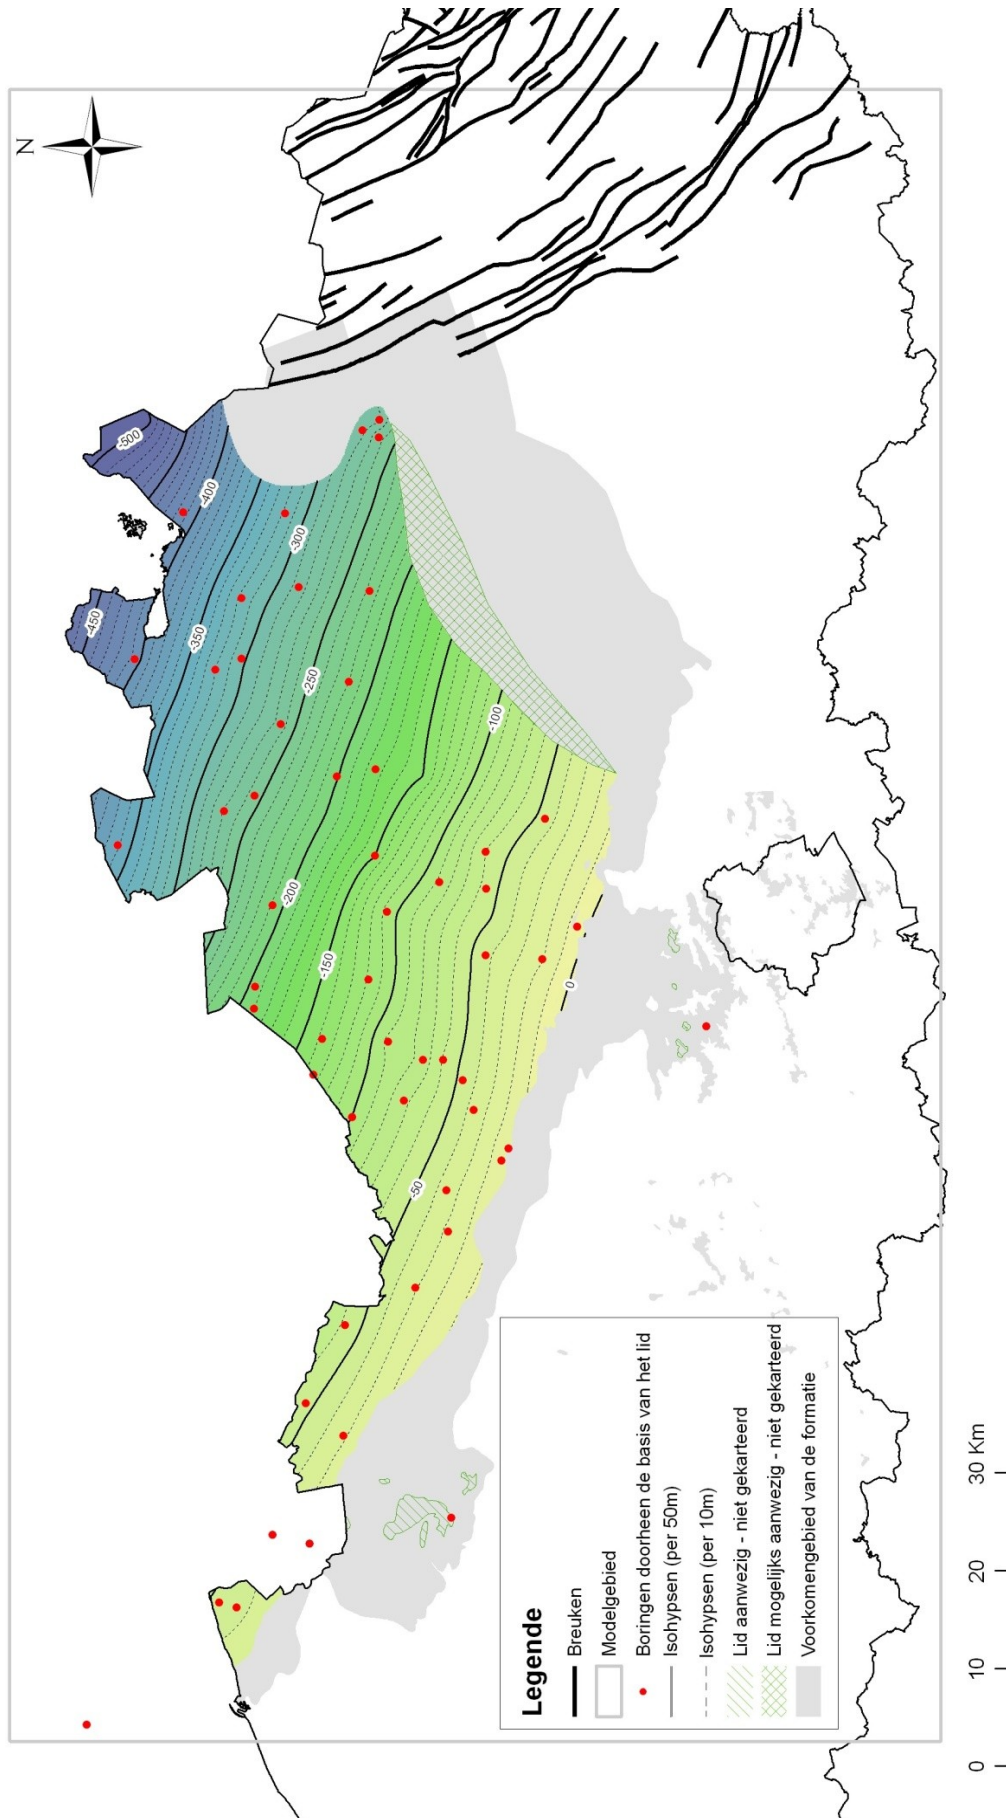 N
-500
-450
-400
-350
-300
-250
-200
-150
-100
-50
0
Legende
Breuken
Modelgebied
Boringen doorheen de basis van het lid
Isohypsen (per 50m)
Isohypsen (per 10m)
Lid aanwezig - niet gekarteerd
Lid mogelijks aanwezig - niet gekarteerd
Voorkomengebied van de formatie
0 10 20 30 Km